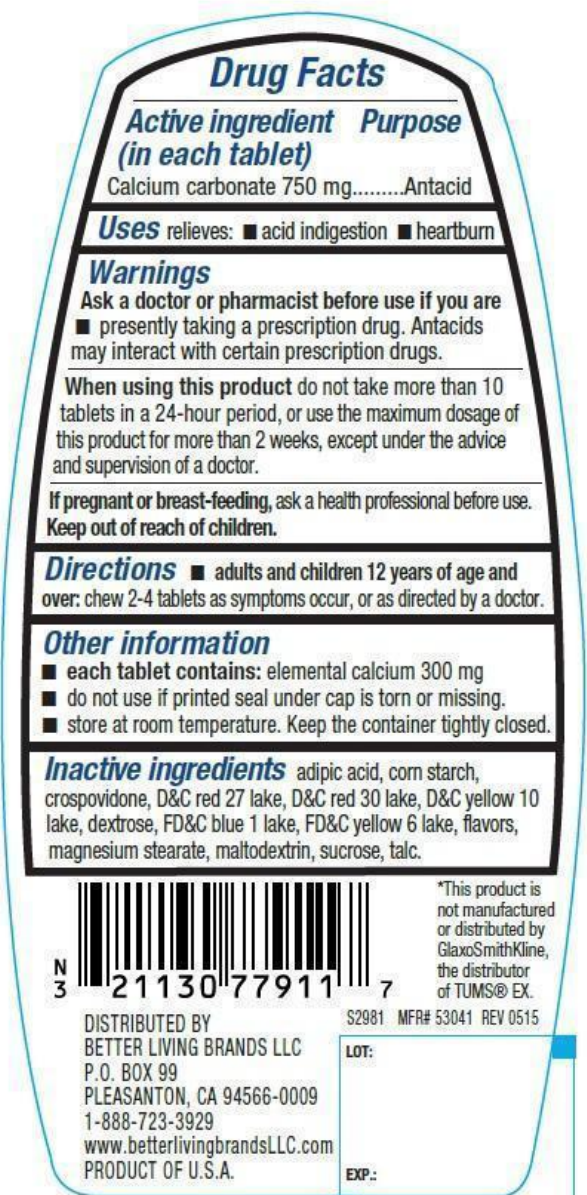 Drug Facts
Active ingredient Purpose
(in each tablet)
Calcium carbonate 750 mg.........Antacid
Uses relieves: ■ acid indigestion ■ heartburn
Warnings
Ask a doctor or pharmacist before use if you are
■ presently taking a prescription drug. Antacids
may interact with certain prescription drugs.
When using this product do not take more than 10
tablets in a 24-hour period, or use the maximum dosage of
this product for more than 2 weeks, except under the advice
and supervision of a doctor.
If pregnant or breast-feeding, ask a health professional before use.
Keep out of reach of children.
Directions ■ adults and children 12 years of age and
over: chew 2-4 tablets as symptoms occur, or as directed by a doctor.
Other information
■ each tablet contains: elemental calcium 300 mg
■ do not use if printed seal under cap is torn or missing.
■ store at room temperature. Keep the container tightly closed.
Inactive ingredients adipic acid, corn starch,
crospovidone, D&C red 27 lake, D&C red 30 lake, D&C yellow 10
lake, dextrose, FD&C blue 1 lake, FD&C yellow 6 lake, flavors,
magnesium stearate, maltodextrin, sucrose, talc.
N
3 21130 77911 7
*This product is
not manufactured
or distributed by
GlaxoSmithKline,
the distributor
of TUMS® EX.
S2981 MFR# 53041 REV 0515
DISTRIBUTED BY
BETTER LIVING BRANDS LLC
P.O. BOX 99
PLEASANTON, CA 94566-0009
1-888-723-3929
www.betterlivingbrandsLLC.com
PRODUCT OF U.S.A.
LOT:
EXP.: